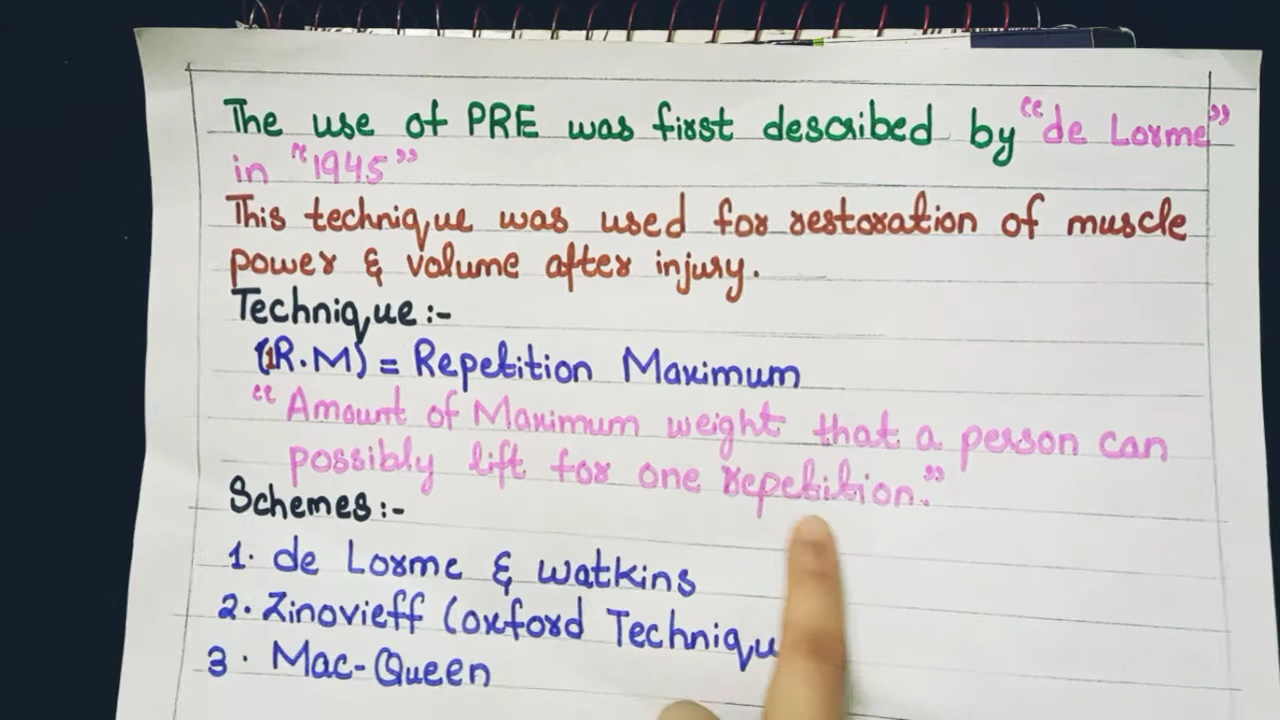 The use of PRE was first described by "de Lorme"
in "1945"
This technique was used for restoration of muscle
power & volume after injury.
Technique :-
(1R.M) = Repetition Maximum
"Amount of Maximum weight that a person can
possibly lift for one repetition."
Schemes :-
1. de Lorme & watkins
2. Zinovieff (oxford Techniqu
3. Mac-Queen